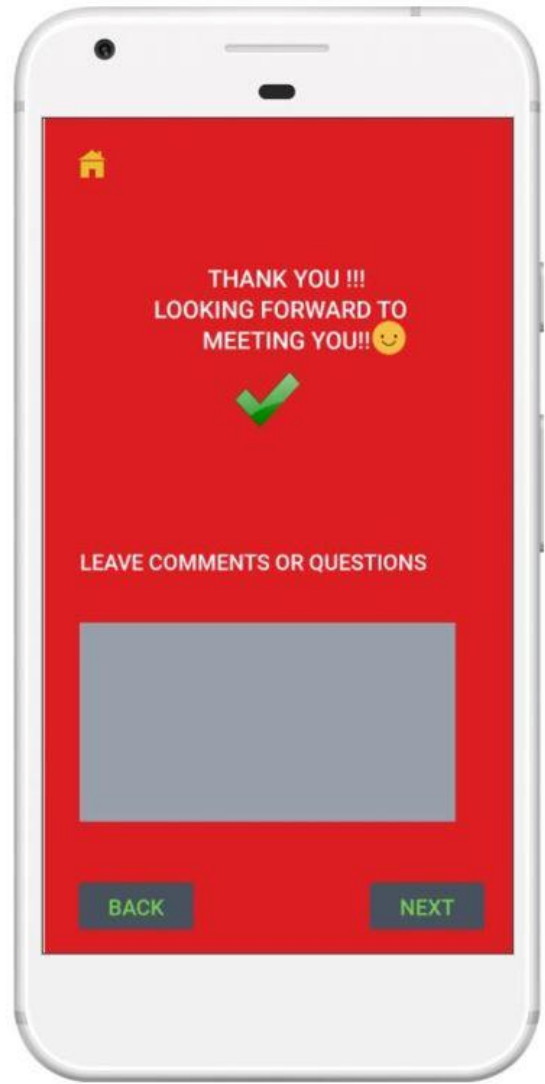 THANK YOU !!!
LOOKING FORWARD TO
MEETING YOU!!
LEAVE COMMENTS OR QUESTIONS
BACK
NEXT